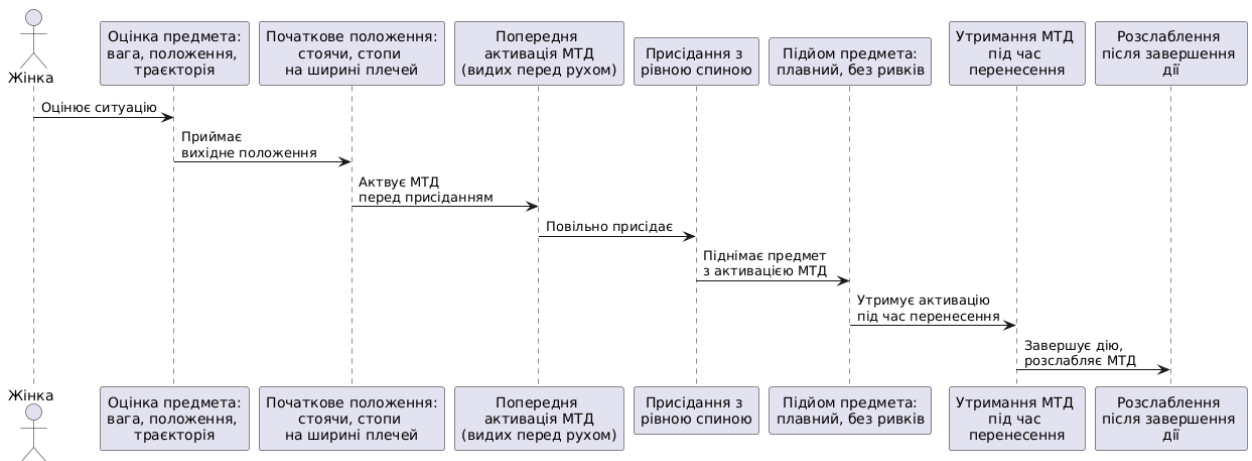 Жінка
Оцінка предмета:
вага, положення,
траєкторія
Початкове положення:
стоячи, стопи
на ширині плечей
Попередня
активація МТД
(видих перед рухом)
Присідання з
рівною спиною
Підйом предмета:
плавний, без ривків
Утримання МТД
під час
перенесення
Розслаблення
після завершення
дії
Оцінює ситуацію
Приймає
вихідне положення
Актвує МТД
перед присіданням
Повільно присідає
Піднімає предмет
з активацією МТД
Утримує активацію
під час перенесення
Завершує дію,
розслабляє МТД
Жінка
Оцінка предмета:
вага, положення,
траєкторія
Початкове положення:
стоячи, стопи
на ширині плечей
Попередня
активація МТД
(видих перед рухом)
Присідання з
рівною спиною
Підйом предмета:
плавний, без ривків
Утримання МТД
під час
перенесення
Розслаблення
після завершення
дії